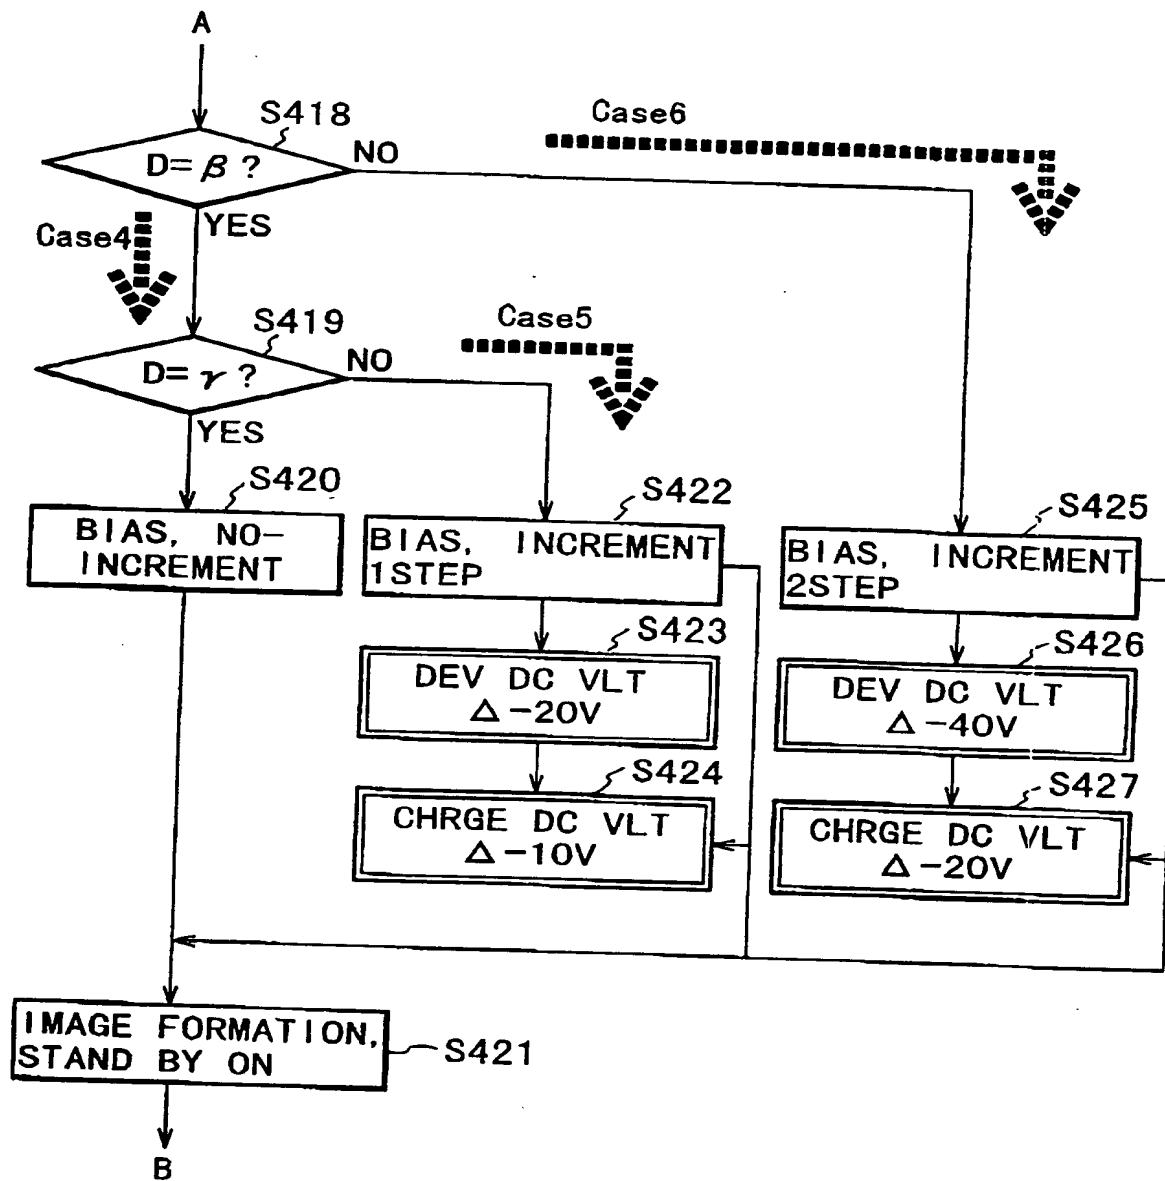 A
S418
D= β ?
NO
Case6
YES
Case4
S419
D= γ ?
NO
Case5
YES
S420
BIAS, NO-
INCREMENT
S422
BIAS, INCREMENT
1STEP
S425
BIAS, INCREMENT
2STEP
S423
DEV DC VLT
△ -20V
S426
DEV DC VLT
△ -40V
S424
CHRGE DC VLT
△ -10V
S427
CHRGE DC VLT
△ -20V
IMAGE FORMATION,
STAND BY ON
S421
B